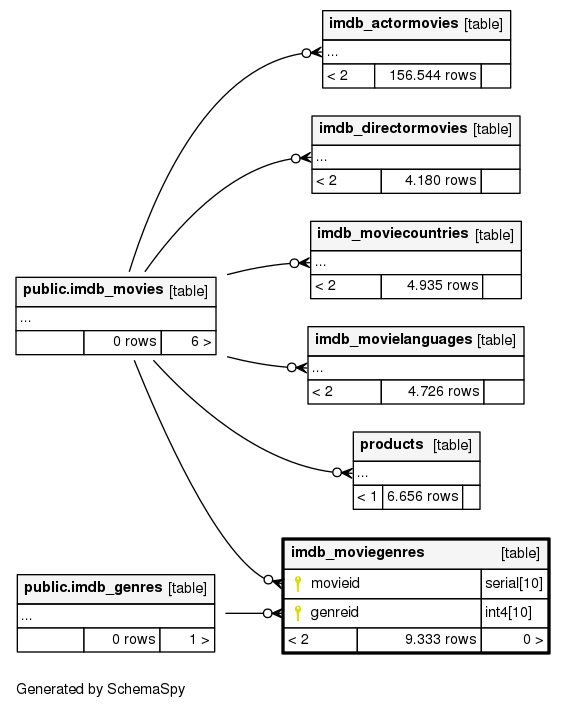 imdb_actormovies [table]
...
< 2 156.544 rows
imdb_directormovies [table]
...
< 2 4.180 rows
imdb_moviecountries [table]
...
< 2 4.935 rows
public.imdb_movies [table]
...
0 rows 6 >
imdb_movielanguages [table]
...
< 2 4.726 rows
products [table]
...
< 1 6.656 rows
imdb_moviegenres [table]
movieid serial[10]
genreid int4[10]
< 2 9.333 rows 0 >
public.imdb_genres [table]
...
0 rows 1 >
Generated by SchemaSpy